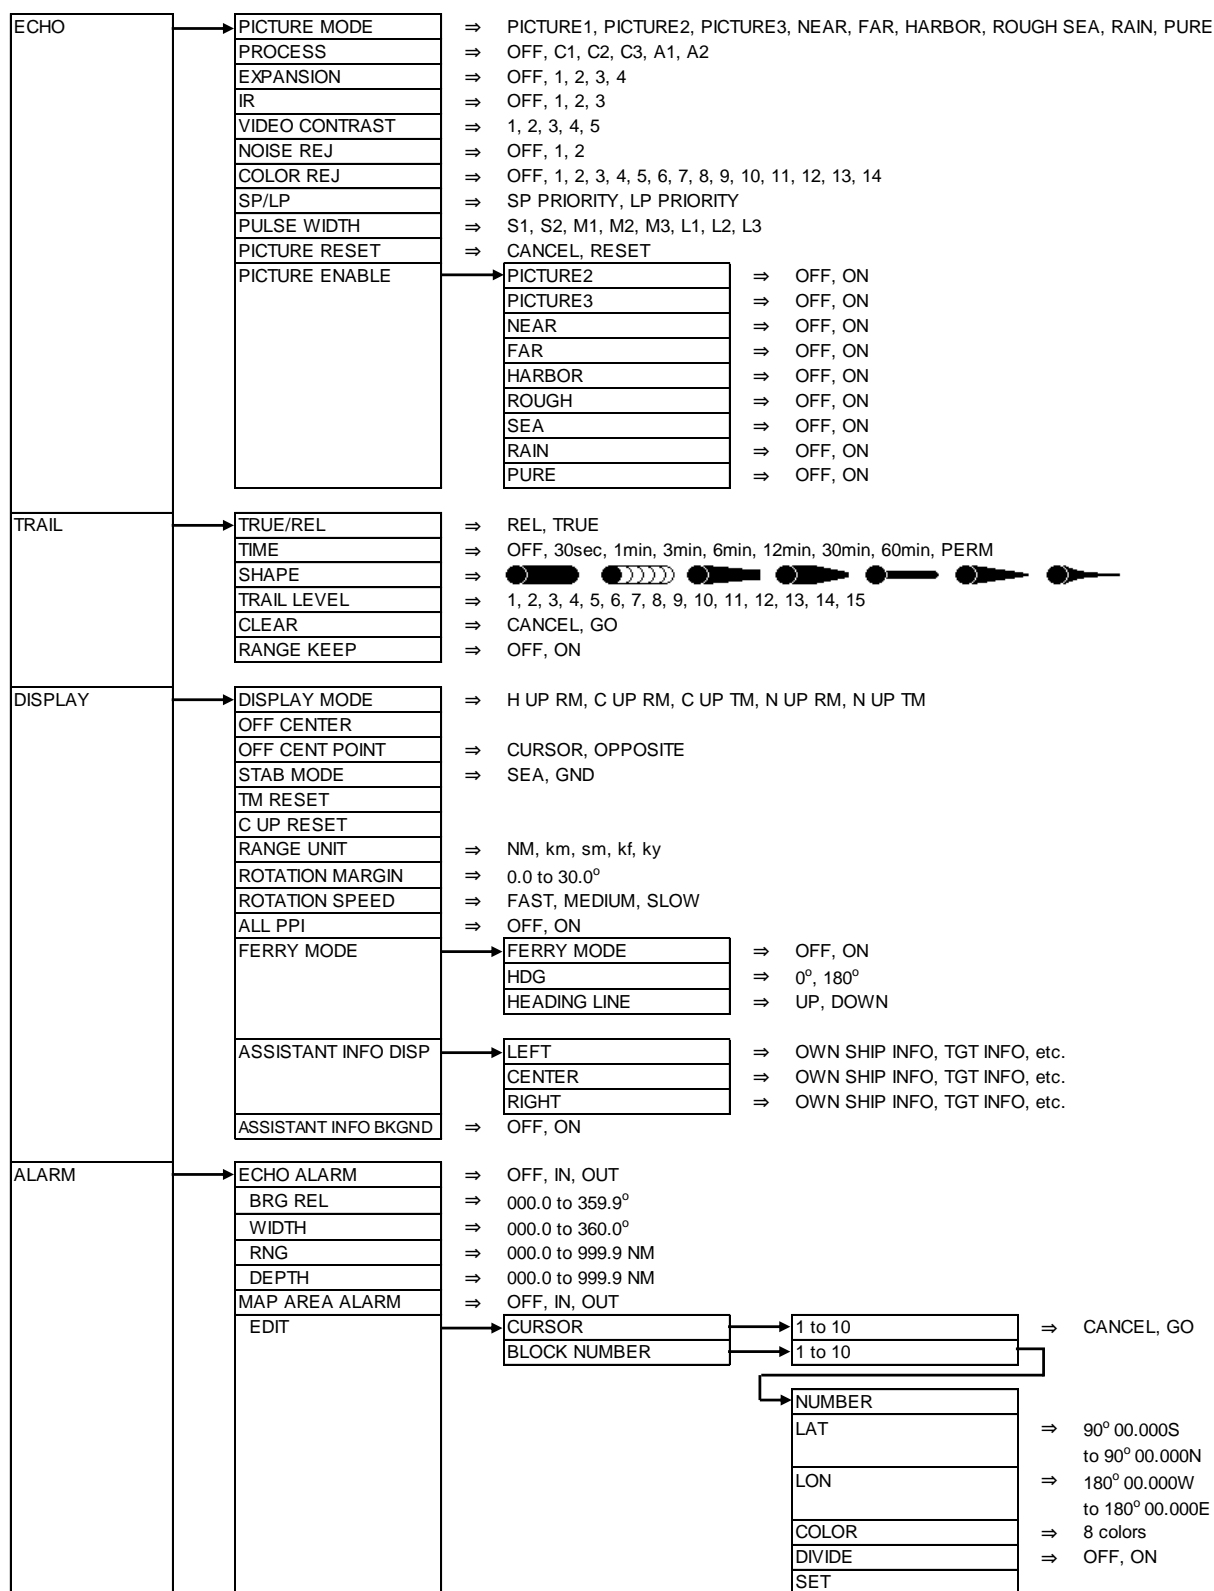 ECHO PICTURE MODE ⇒ PICTURE1, PICTURE2, PICTURE3, NEAR, FAR, HARBOR, ROUGH SEA, RAIN, PURE
PROCESS ⇒ OFF, C1, C2, C3, A1, A2
EXPANSION ⇒ OFF, 1, 2, 3, 4
IR ⇒ OFF, 1, 2, 3
VIDEO CONTRAST ⇒ 1, 2, 3, 4, 5
NOISE REJ ⇒ OFF, 1, 2
COLOR REJ ⇒ OFF, 1, 2, 3, 4, 5, 6, 7, 8, 9, 10, 11, 12, 13, 14
SP/LP ⇒ SP PRIORITY, LP PRIORITY
PULSE WIDTH ⇒ S1, S2, M1, M2, M3, L1, L2, L3
PICTURE RESET ⇒ CANCEL, RESET
PICTURE ENABLE PICTURE2 ⇒ OFF, ON
PICTURE3 ⇒ OFF, ON
NEAR ⇒ OFF, ON
FAR ⇒ OFF, ON
HARBOR ⇒ OFF, ON
ROUGH ⇒ OFF, ON
SEA ⇒ OFF, ON
RAIN ⇒ OFF, ON
PURE ⇒ OFF, ON
TRAIL TRUE/REL ⇒ REL, TRUE
TIME ⇒ OFF, 30sec, 1min, 3min, 6min, 12min, 30min, 60min, PERM
SHAPE ⇒
TRAIL LEVEL ⇒ 1, 2, 3, 4, 5, 6, 7, 8, 9, 10, 11, 12, 13, 14, 15
CLEAR ⇒ CANCEL, GO
RANGE KEEP ⇒ OFF, ON
DISPLAY DISPLAY MODE ⇒ H UP RM, C UP RM, C UP TM, N UP RM, N UP TM
OFF CENTER
OFF CENT POINT ⇒ CURSOR, OPPOSITE
STAB MODE ⇒ SEA, GND
TM RESET
C UP RESET
RANGE UNIT ⇒ NM, km, sm, kf, ky
ROTATION MARGIN ⇒ 0.0 to 30.0°
ROTATION SPEED ⇒ FAST, MEDIUM, SLOW
ALL PPI ⇒ OFF, ON
FERRY MODE FERRY MODE ⇒ OFF, ON
HDG ⇒ 0°, 180°
HEADING LINE ⇒ UP, DOWN
ASSISTANT INFO DISP LEFT ⇒ OWN SHIP INFO, TGT INFO, etc.
CENTER ⇒ OWN SHIP INFO, TGT INFO, etc.
RIGHT ⇒ OWN SHIP INFO, TGT INFO, etc.
ASSISTANT INFO BKGND ⇒ OFF, ON
ALARM ECHO ALARM ⇒ OFF, IN, OUT
BRG REL ⇒ 000.0 to 359.9°
WIDTH ⇒ 000.0 to 360.0°
RNG ⇒ 000.0 to 999.9 NM
DEPTH ⇒ 000.0 to 999.9 NM
MAP AREA ALARM ⇒ OFF, IN, OUT
EDIT CURSOR 1 to 10 ⇒ CANCEL, GO
BLOCK NUMBER 1 to 10
NUMBER
LAT ⇒ 90° 00.000S
to 90° 00.000N
LON ⇒ 180° 00.000W
to 180° 00.000E
COLOR ⇒ 8 colors
DIVIDE ⇒ OFF, ON
SET